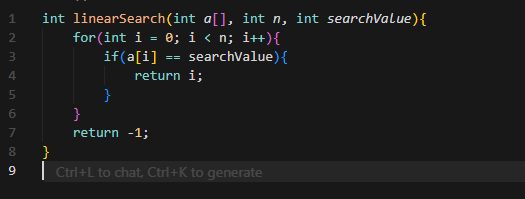 1 int linearSearch(int a[], int n, int searchValue){
2     for(int i = 0; i < n; i++){
3         if(a[i] == searchValue){
4             return i;
5         }
6     }
7     return -1;
8 }
9 Ctrl+L to chat, Ctrl+K to generate